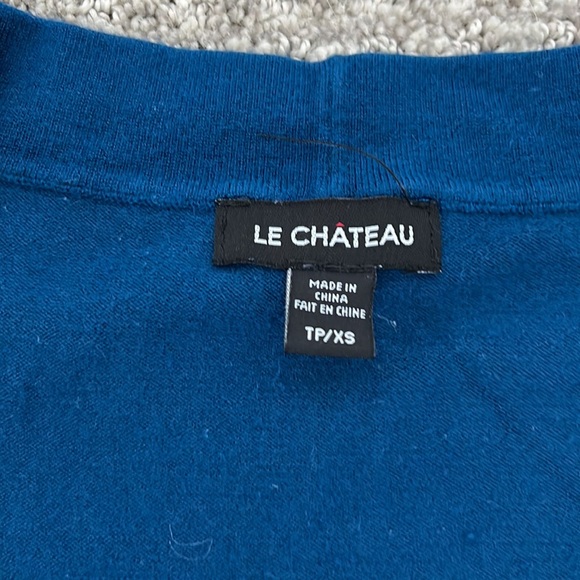 LE CHÂTEAU
MADE IN
CHINA
FAIT EN CHINE
TP/XS